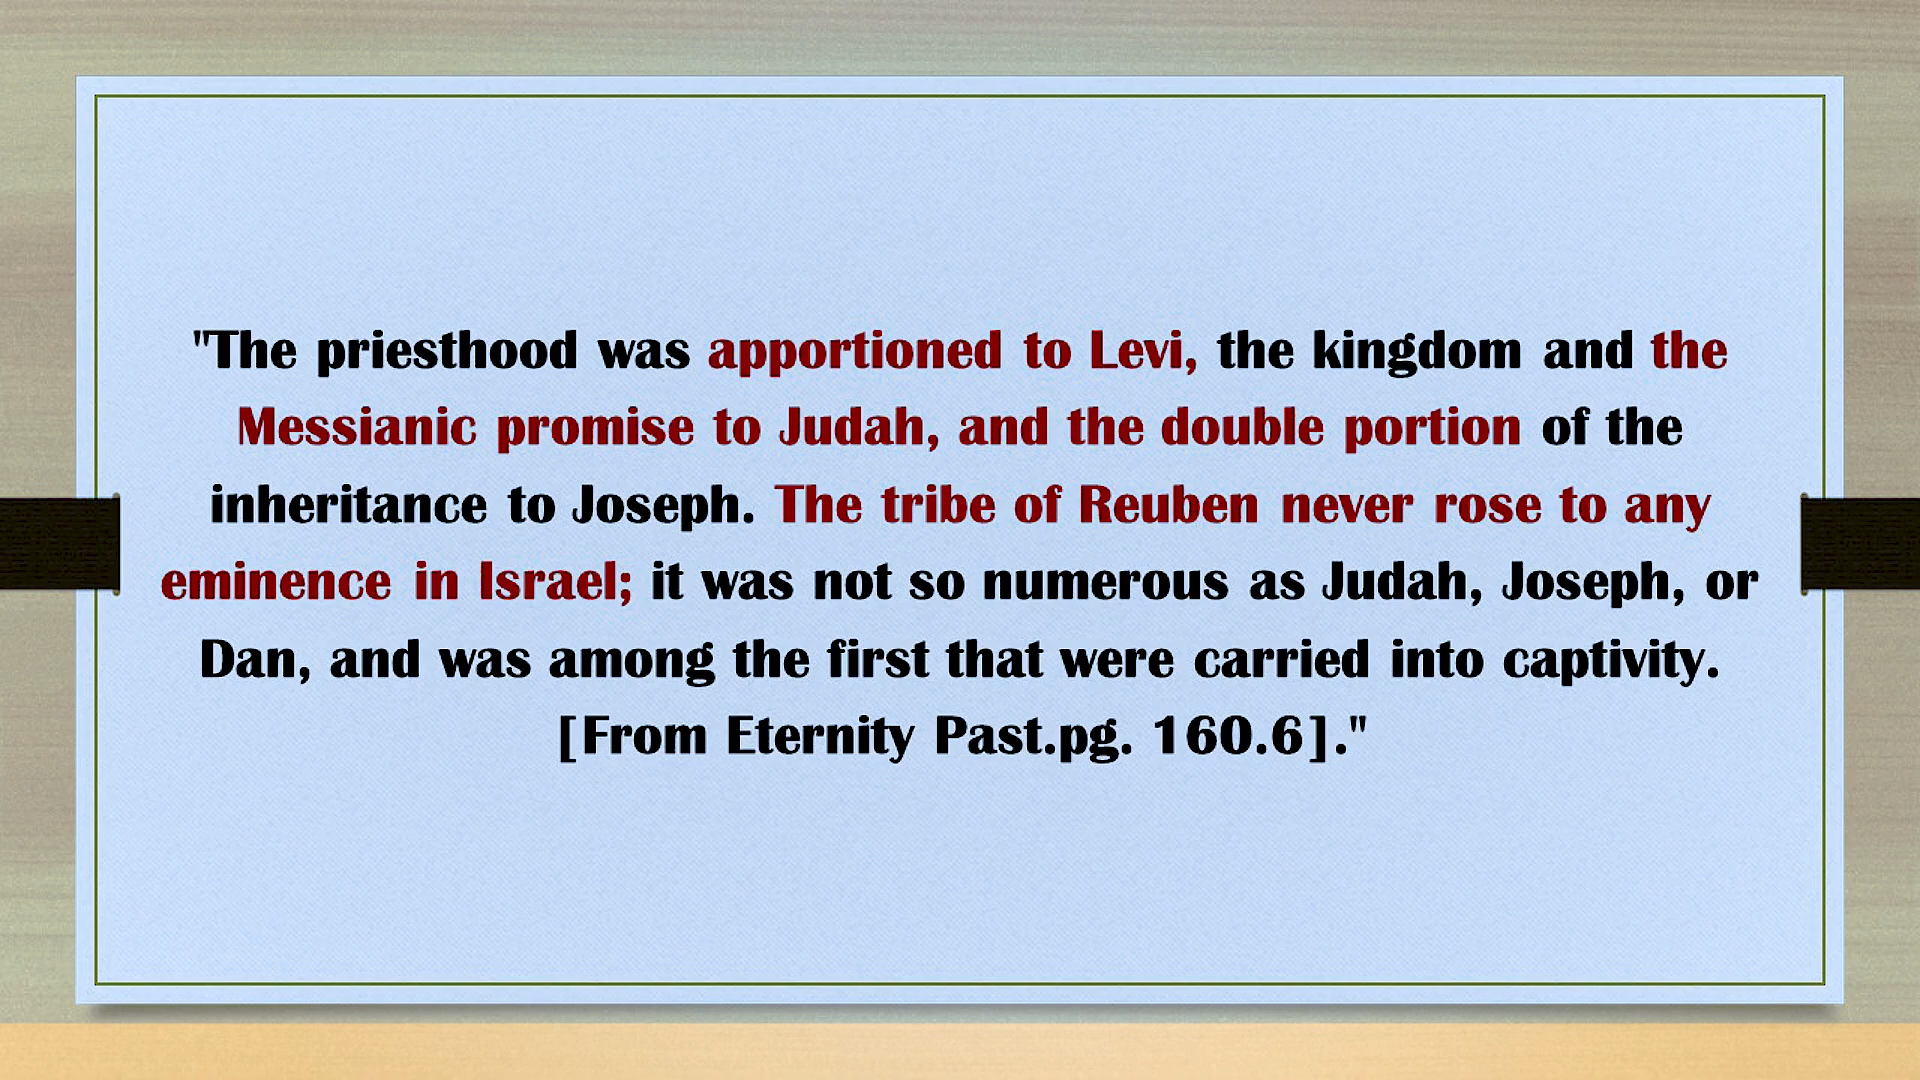 "The priesthood was apportioned to Levi, the kingdom and the
Messianic promise to Judah, and the double portion of the
inheritance to Joseph. The tribe of Reuben never rose to any
eminence in Israel; it was not so numerous as Judah, Joseph, or
Dan, and was among the first that were carried into captivity.
[From Eternity Past.pg. 160.6]."